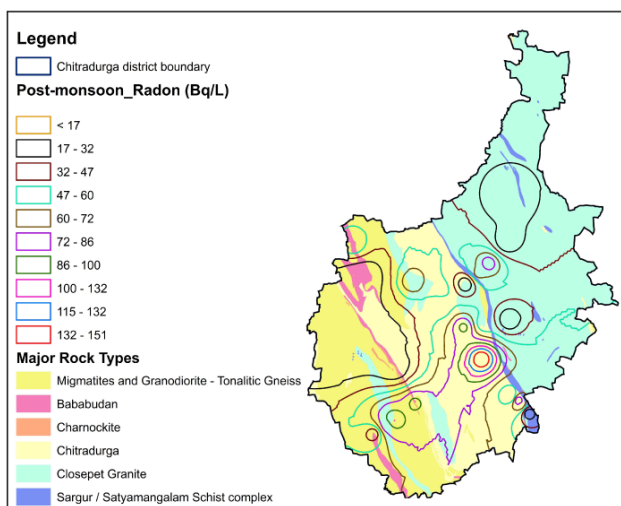 Legend
Chitradurga district boundary
Post-monsoon_Radon (Bq/L)
< 17
17 - 32
32 - 47
47 - 60
60 - 72
72 - 86
86 - 100
100 - 132
115 - 132
132 - 151
Major Rock Types
Migmatites and Granodiorite - Tonalitic Gneiss
Bababudan
Charnockite
Chitradurga
Closepet Granite
Sargur / Satyamangalam Schist complex